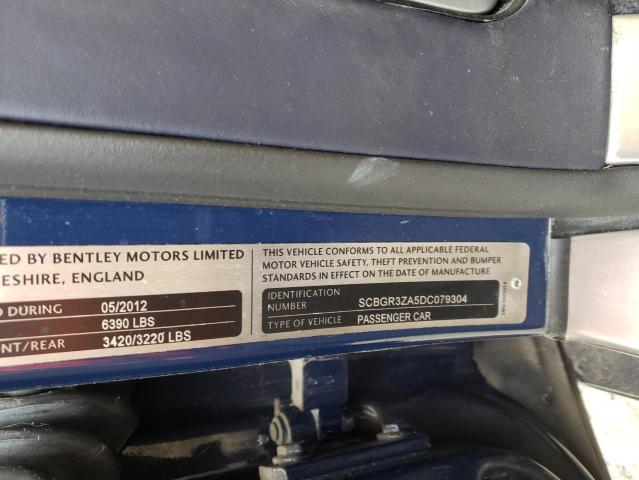 ED BY BENTLEY MOTORS LIMITED
ESHIRE, ENGLAND
D DURING 05/2012
6390 LBS
NT/REAR 3420/3220 LBS
THIS VEHICLE CONFORMS TO ALL APPLICABLE FEDERAL
MOTOR VEHICLE SAFETY, THEFT PREVENTION AND BUMPER
STANDARDS IN EFFECT ON THE DATE OF MANUFACTURE
IDENTIFICATION
NUMBER SCBGR3ZA5DC079304
TYPE OF VEHICLE PASSENGER CAR